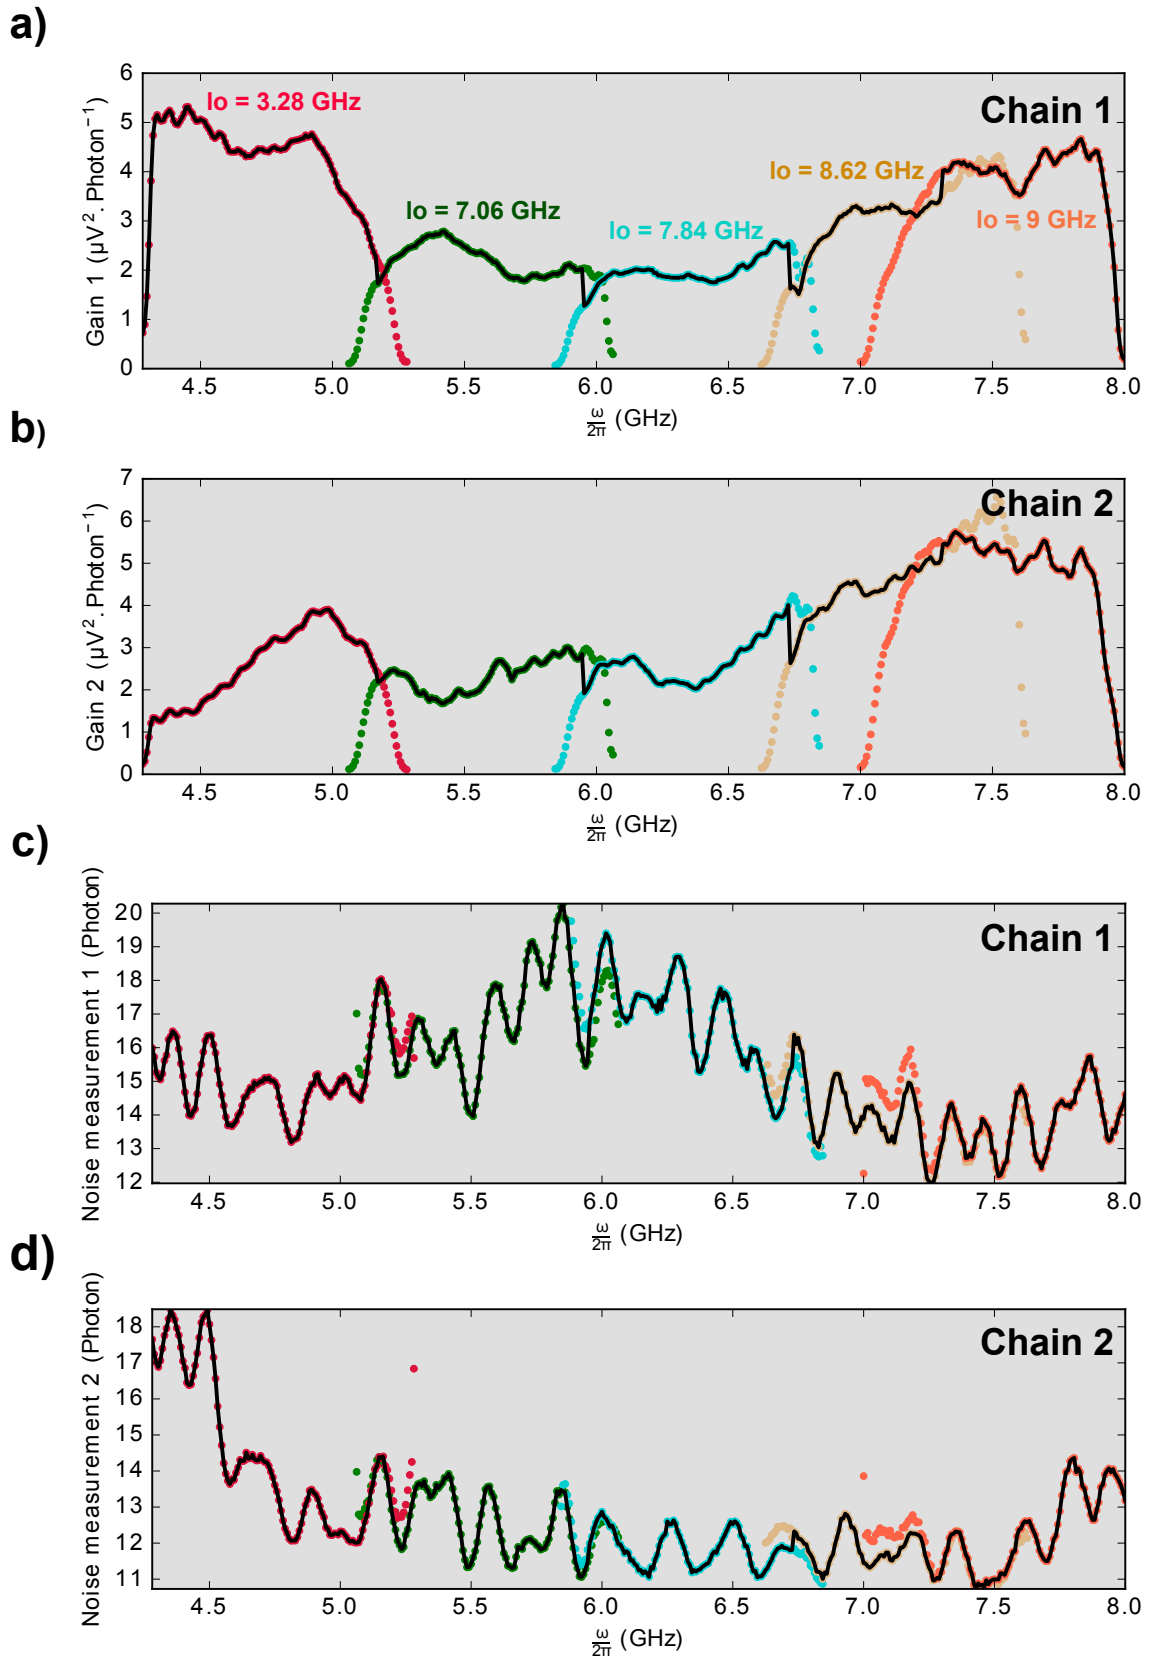 a)
6
5
4
3
2
1
0
Gain 1 (μV². Photon⁻¹)
lo = 3.28 GHz
lo = 7.06 GHz
lo = 7.84 GHz
lo = 8.62 GHz
lo = 9 GHz
Chain 1
4.5 5.0 5.5 6.0 6.5 7.0 7.5 8.0
ω/2π (GHz)
b)
7
6
5
4
3
2
1
0
Gain 2 (μV². Photon⁻¹)
Chain 2
4.5 5.0 5.5 6.0 6.5 7.0 7.5 8.0
ω/2π (GHz)
c)
20
19
18
17
16
15
14
13
12
Noise measurement 1 (Photon)
Chain 1
4.5 5.0 5.5 6.0 6.5 7.0 7.5 8.0
ω/2π (GHz)
d)
18
17
16
15
14
13
12
11
Noise measurement 2 (Photon)
Chain 2
4.5 5.0 5.5 6.0 6.5 7.0 7.5 8.0
ω/2π (GHz)